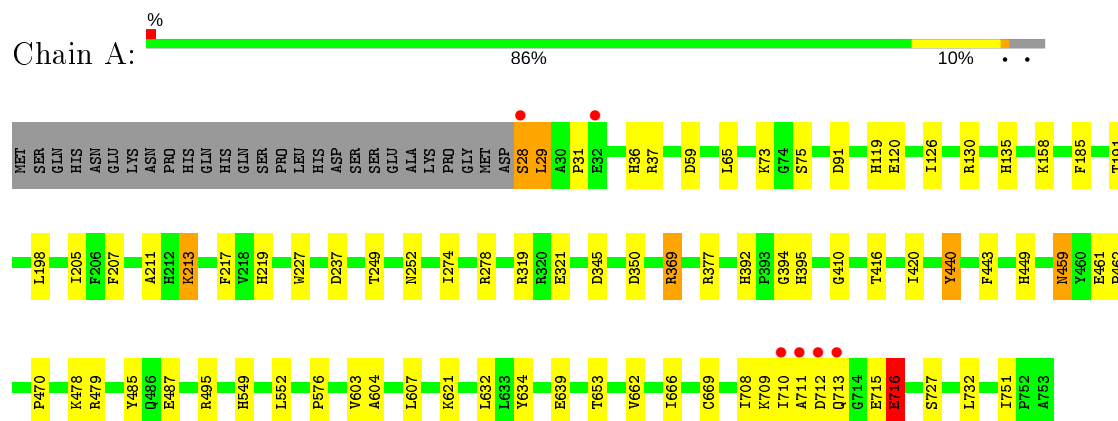 %
Chain A:
86% 10% • •
MET SER GLN HIS ASN GLU LYS ASN PRO HIS GLN HIS GLN SER PRO LEU HIS ASP SER SER GLU ALA LYS PRO GLY MET ASP S28 L29 A30 P31 E32 H36 R37 D59 L65 K73 G74 S75 D91 H119 E120 I126 R130 H135 K158 F185 T191
L198 I205 F206 F207 A211 H212 K213 F217 V218 H219 W227 D237 T249 N252 I274 R278 R319 R320 E321 D345 D350 R369 R377 H392 P393 G394 H395 G410 T416 I420 Y440 F443 H449 N459 Y460 E461 P462
P470 K478 R479 Y485 Q486 E487 R495 H549 L552 P576 V603 A604 L607 K621 L632 L633 Y634 E639 T653 V662 I666 C669 I708 K709 I710 A711 D712 Q713 G714 E715 E716 S727 L732 I751 P752 A753